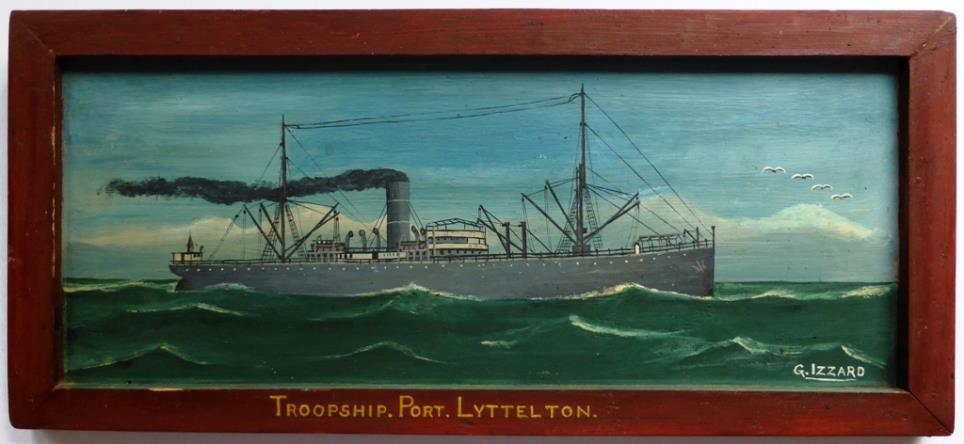 G. IZZARD
TROOPSHIP. PORT. LYTTELTON.